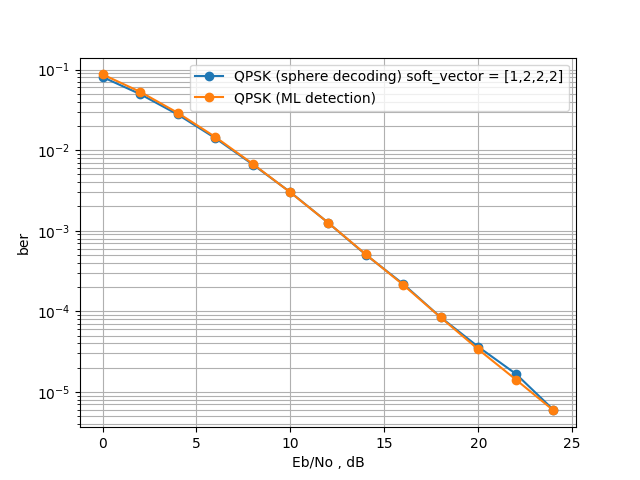 QPSK (sphere decoding) soft_vector = [1,2,2,2]
QPSK (ML detection)
ber
10⁻¹
10⁻²
10⁻³
10⁻⁴
10⁻⁵
0 5 10 15 20 25
Eb/No , dB